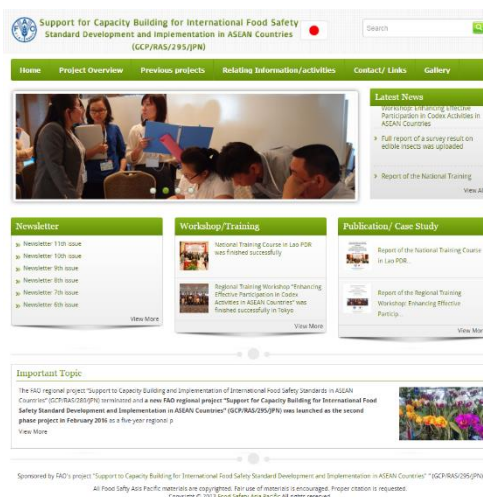 Support for Capacity Building for International Food Safety
Standard Development and Implementation in ASEAN Countries
(GCP/RAS/295/JPN)
Search
Home Project Overview Previous projects Relating Information/activities Contact/ Links Gallery
Latest News
Workshop: Enhancing Effective
Participation in Codex Activities in
ASEAN Countries
Full report of a survey result on
edible insects was uploaded
Report of the National Training
View Al
Newsletter
Newsletter 11th issue
Newsletter 10th issue
Newsletter 9th issue
Newsletter 8th issue
Newsletter 7th issue
Newsletter 6th issue
View More
Workshop/Training
National Training Course in Lao PDR
was finished successfully
Regional Training Workshop "Enhancing
Effective Participation in Codex
Activities in ASEAN Countries" was
finished successfully in Tokyo
View More
Publication/ Case Study
Report of the National Training Course
in Lao PDR..
Report of the Regional Training
Workshop: Enhancing Effective
Particip...
View Mor
Important Topic
The FAO regional project "Support to Capacity Building and Implementation of International Food Safety Standards in ASEAN
Countries" (GCP/RAS/280/JPN) terminated and a new FAO regional project "Support for Capacity Building for International Food
Safety Standard Development and Implementation in ASEAN Countries" (GCP/RAS/295/JPN) was launched as the second
phase project in February 2016 as a five-year regional p
View More
Sponsored by FAO's project "Support to Capacity Building for International Food Safety Standard Development and Implementation in ASEAN Countries" "(GCP/RAS/295/JPN)
All Food Safty Asia Pacific materials are copyrighted. Fair use of materials is encouraged. Proper citation is requested.
Food Safety Asia Pacific All rights reserved